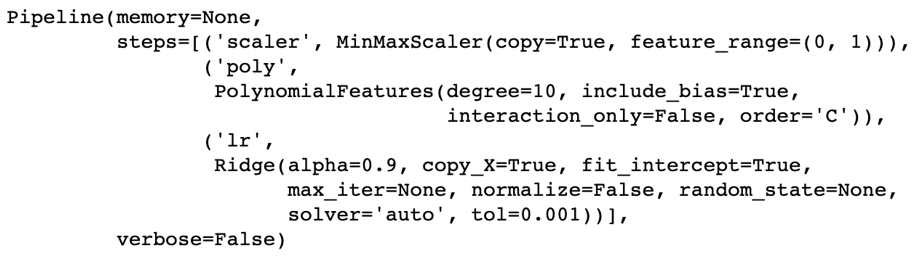 Pipeline(memory=None,
         steps=[('scaler', MinMaxScaler(copy=True, feature_range=(0, 1))),
                ('poly',
                 PolynomialFeatures(degree=10, include_bias=True,
                                    interaction_only=False, order='C')),
                ('lr',
                 Ridge(alpha=0.9, copy_X=True, fit_intercept=True,
                       max_iter=None, normalize=False, random_state=None,
                       solver='auto', tol=0.001))],
         verbose=False)